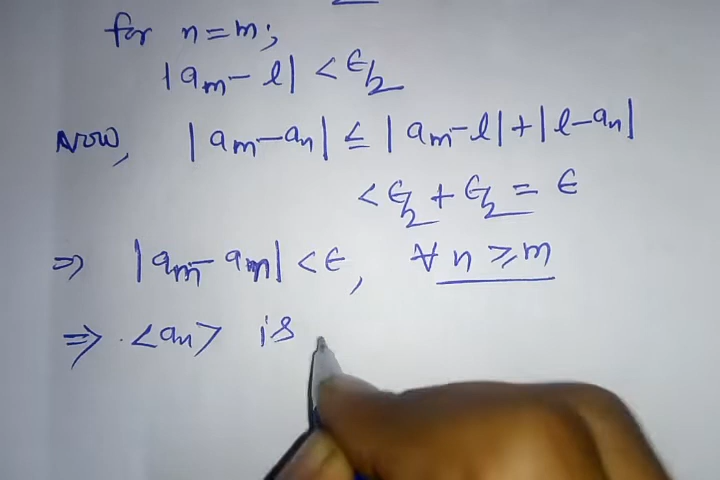 for n=m;
|am-l| <ϵ/2
Now, |am-an| ≤ |am-l|+|l-an|
<ϵ/2+ϵ/2=ϵ
⇒ |am-am|<ϵ, ∀ n≥m
⇒ <an> is